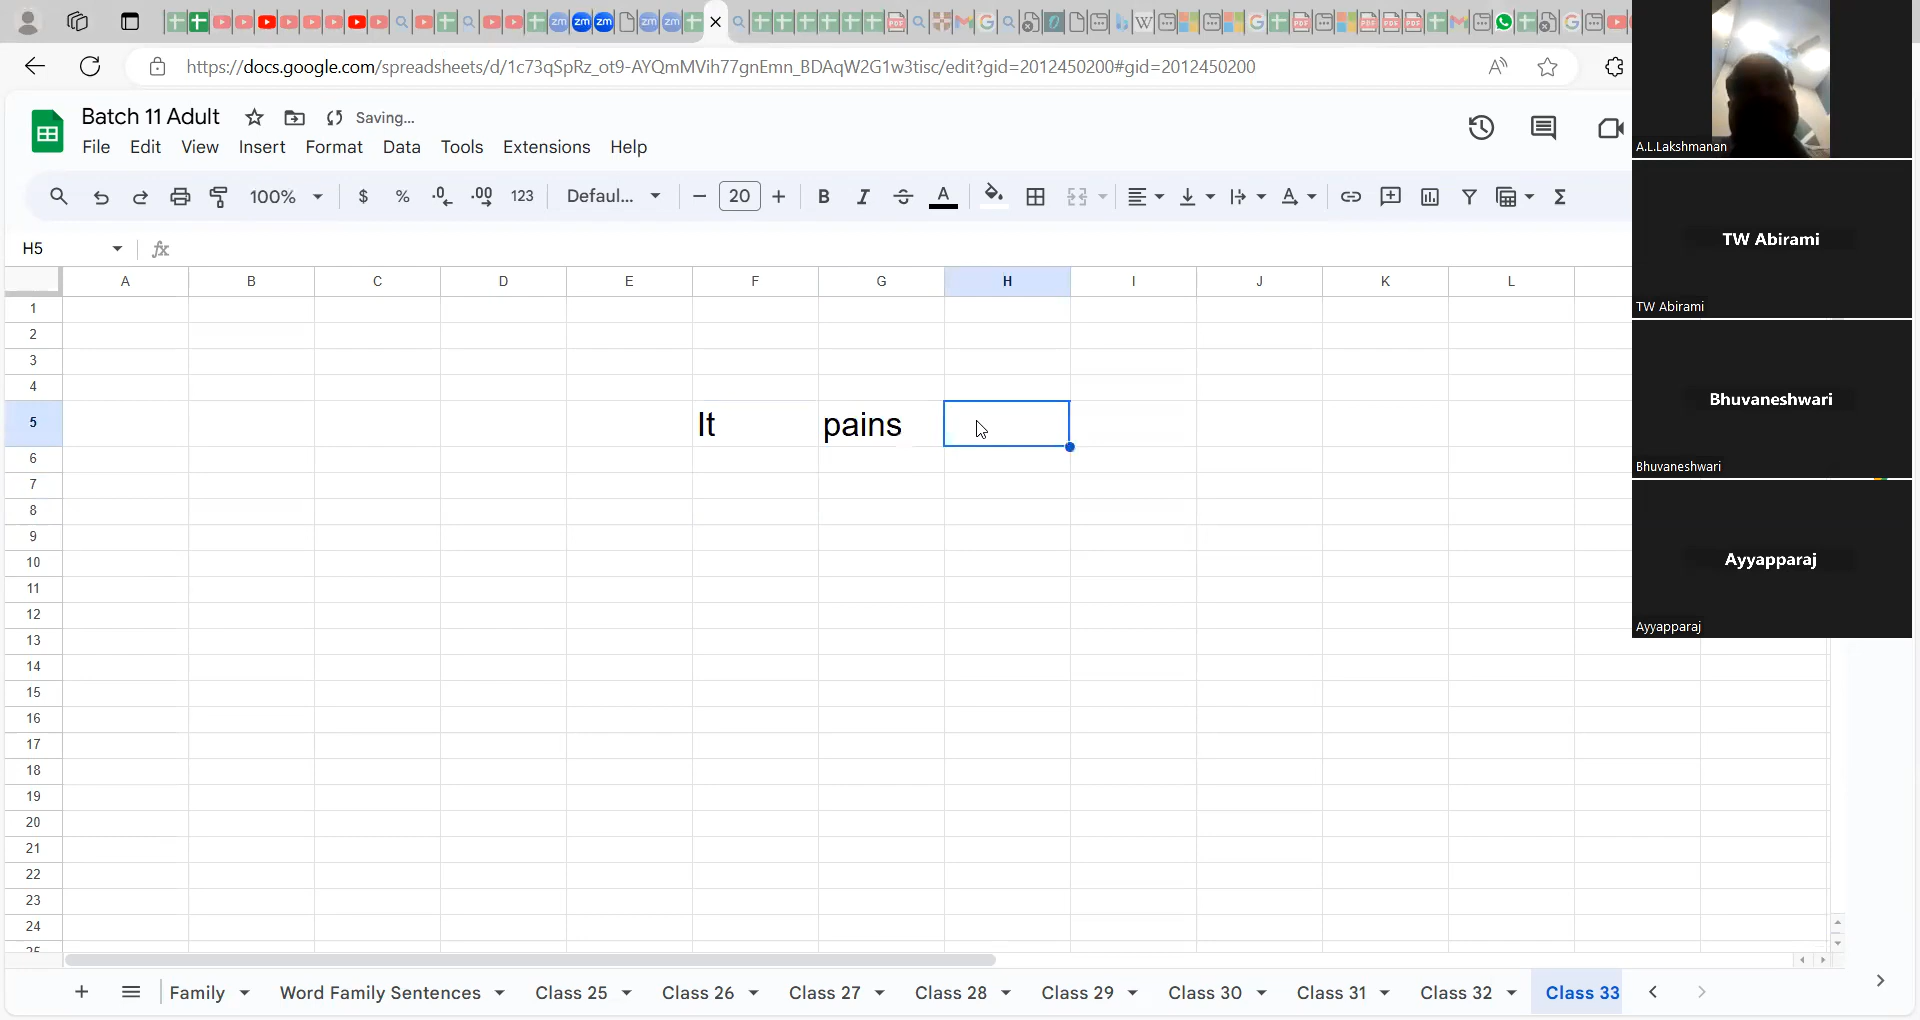 https://docs.google.com/spreadsheets/d/1c73qSpRz_ot9-AYQmMVih77gnEmn_BDAqW2G1w3tisc/edit?gid=2012450200#gid=2012450200
Batch 11 Adult Saving...
File Edit View Insert Format Data Tools Extensions Help
100% $ % .0 .00 123 Defaul... 20 B I A
H5 fx
A B C D E F G H I J K L
1
2
3
4
5 It pains
6
7
8
9
10
11
12
13
14
15
16
17
18
19
20
21
22
23
24
25
Family Word Family Sentences Class 25 Class 26 Class 27 Class 28 Class 29 Class 30 Class 31 Class 32 Class 33
A.L.Lakshmanan
TW Abirami
TW Abirami
Bhuvaneshwari
Bhuvaneshwari
Ayyapparaj
Ayyapparaj